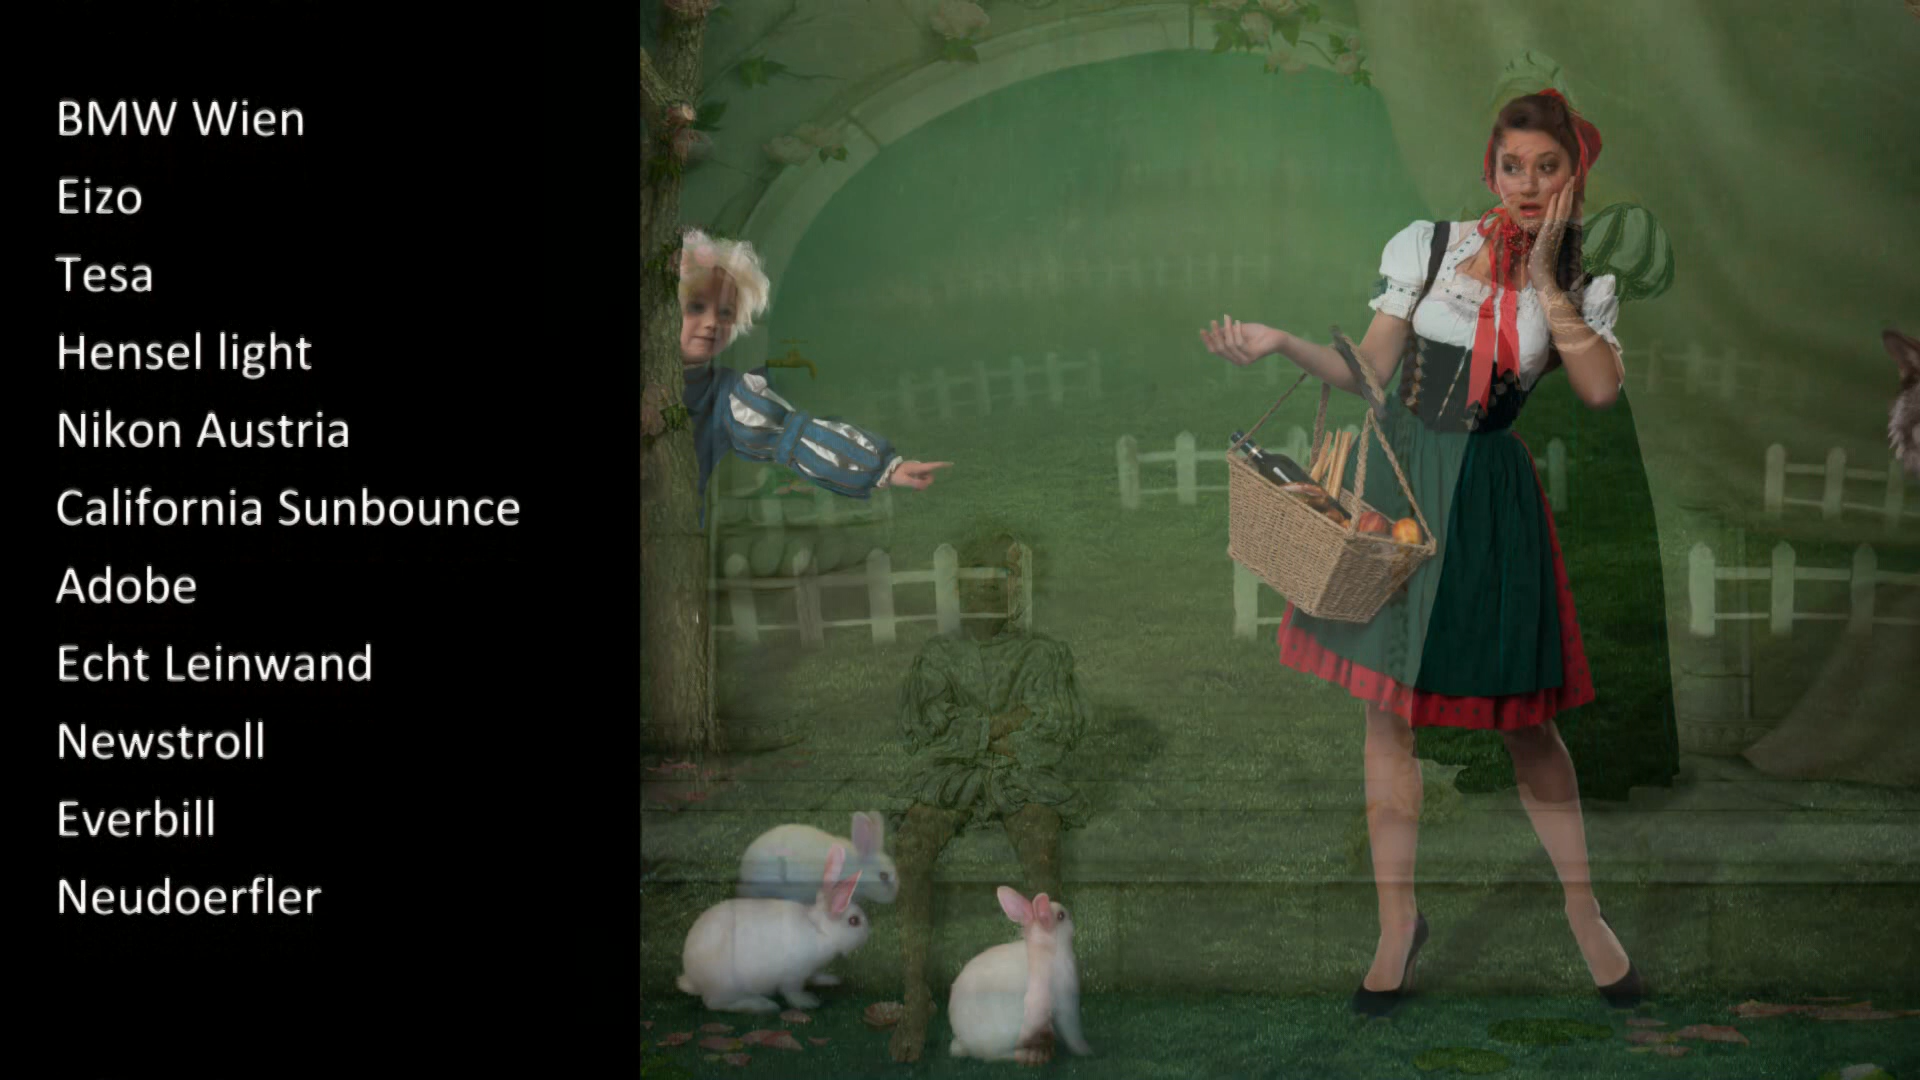 BMW Wien
Eizo
Tesa
Hensel light
Nikon Austria
California Sunbounce
Adobe
Echt Leinwand
Newstroll
Everbill
Neudoerfler